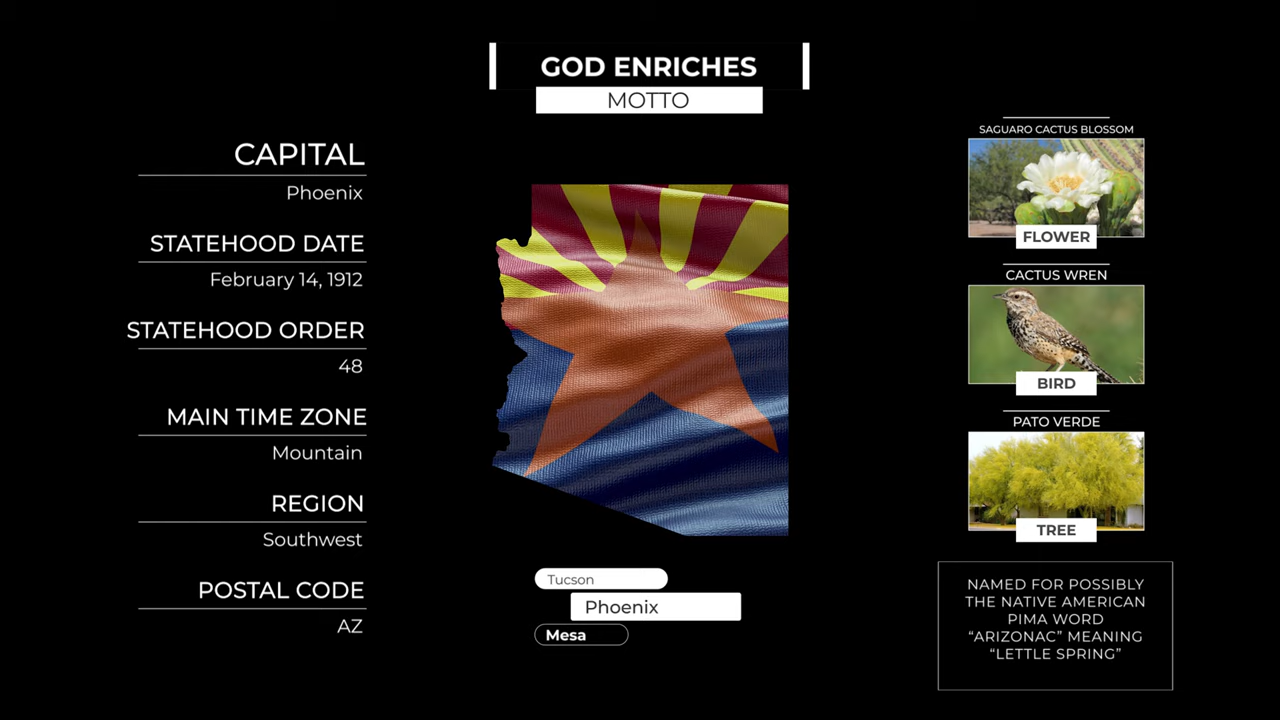 GOD ENRICHES
MOTTO
CAPITAL
Phoenix
STATEHOOD DATE
February 14, 1912
STATEHOOD ORDER
48
MAIN TIME ZONE
Mountain
REGION
Southwest
POSTAL CODE
AZ
Tucson
Phoenix
Mesa
SAGUARO CACTUS BLOSSOM
FLOWER
CACTUS WREN
BIRD
PATO VERDE
TREE
NAMED FOR POSSIBLY
THE NATIVE AMERICAN
PIMA WORD
“ARIZONAC” MEANING
“LETTLE SPRING”